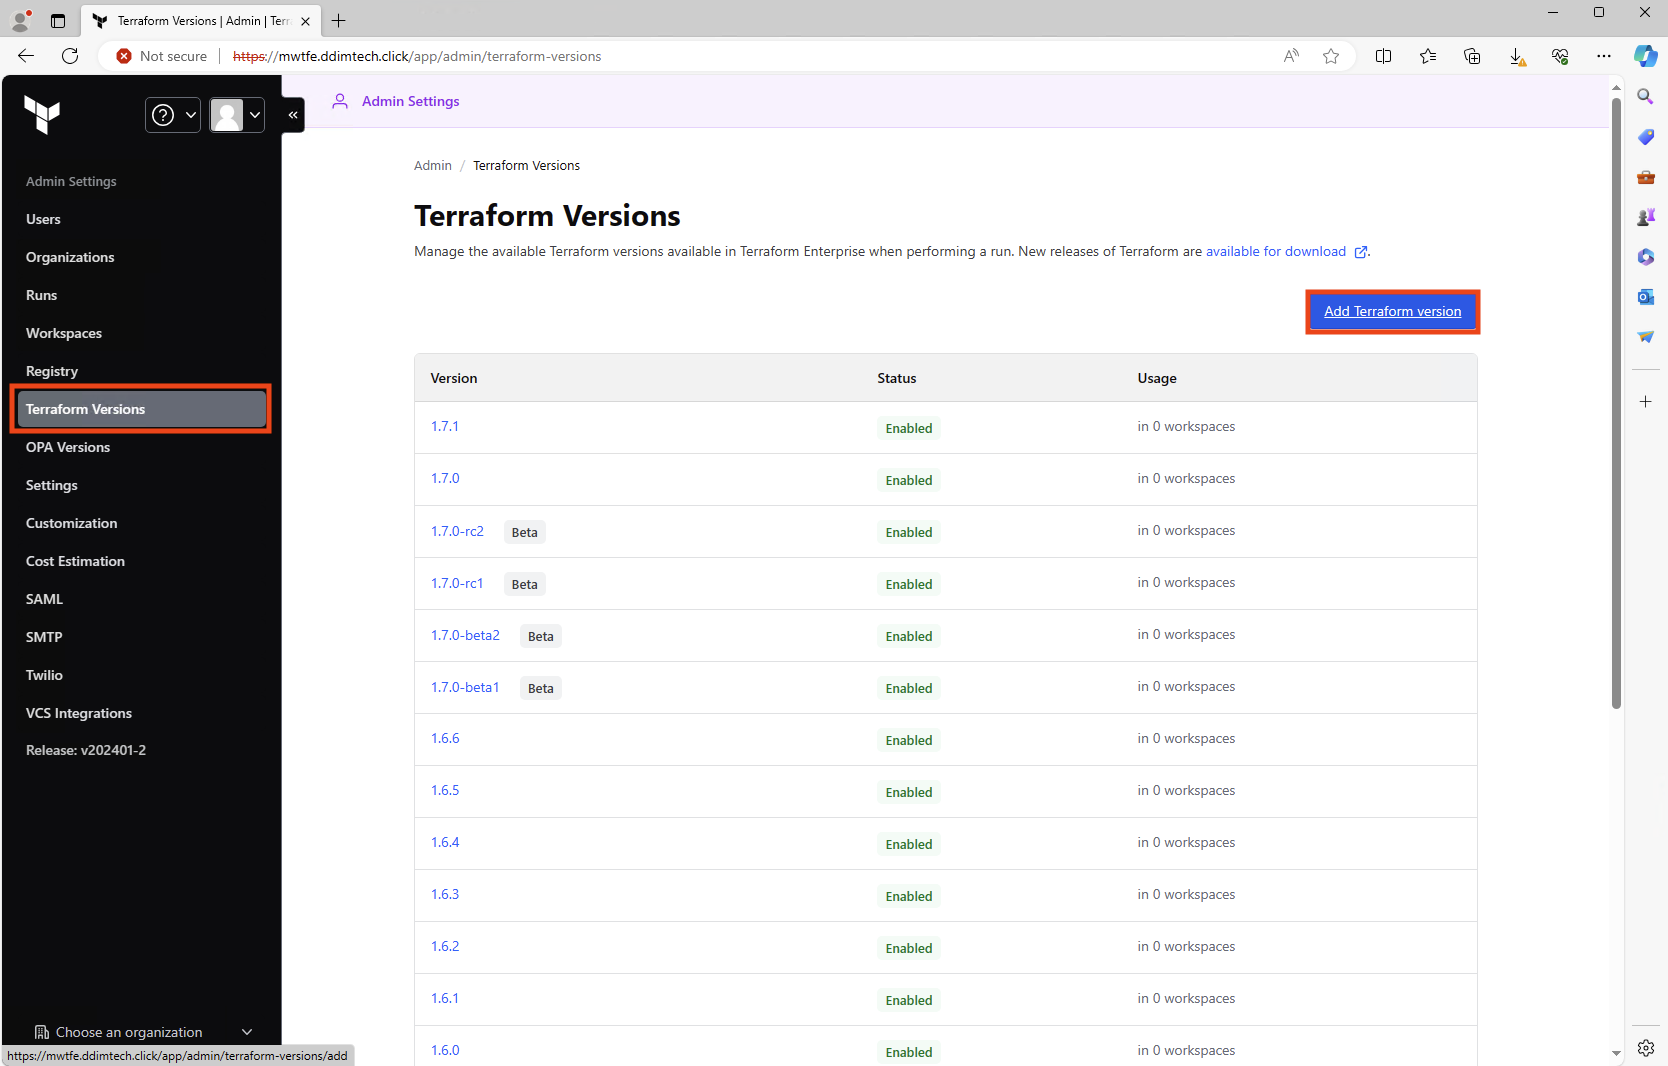 Terraform Versions | Admin | Terr
Not secure
https://mwtfe.ddimtech.click/app/admin/terraform-versions
Admin Settings
Admin Settings
Users
Organizations
Runs
Workspaces
Registry
Terraform Versions
OPA Versions
Settings
Customization
Cost Estimation
SAML
SMTP
Twilio
VCS Integrations
Release: v202401-2
Choose an organization
https://mwtfe.ddimtech.click/app/admin/terraform-versions/add
Admin / Terraform Versions
Terraform Versions
Manage the available Terraform versions available in Terraform Enterprise when performing a run. New releases of Terraform are available for download.
Add Terraform version
Version Status Usage
1.7.1 Enabled in 0 workspaces
1.7.0 Enabled in 0 workspaces
1.7.0-rc2 Beta Enabled in 0 workspaces
1.7.0-rc1 Beta Enabled in 0 workspaces
1.7.0-beta2 Beta Enabled in 0 workspaces
1.7.0-beta1 Beta Enabled in 0 workspaces
1.6.6 Enabled in 0 workspaces
1.6.5 Enabled in 0 workspaces
1.6.4 Enabled in 0 workspaces
1.6.3 Enabled in 0 workspaces
1.6.2 Enabled in 0 workspaces
1.6.1 Enabled in 0 workspaces
1.6.0 Enabled in 0 workspaces